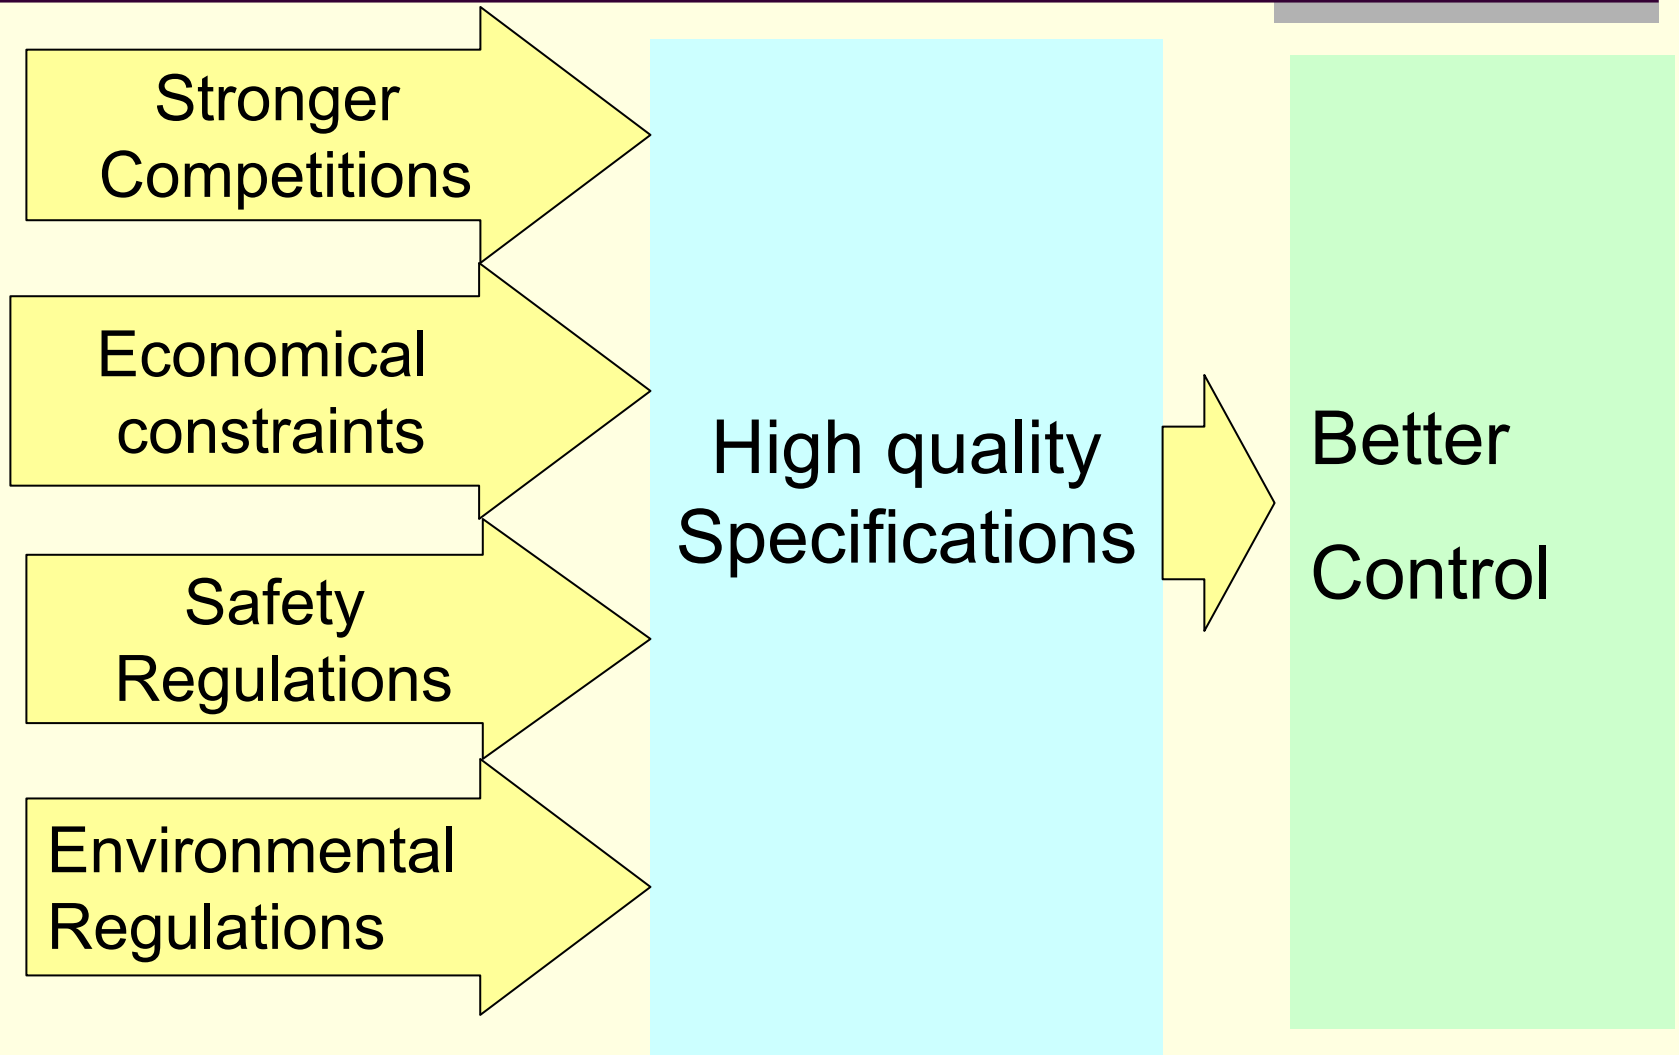 Stronger
Competitions
Economical
constraints
Safety
Regulations
Environmental
Regulations
High quality
Specifications
Better
Control